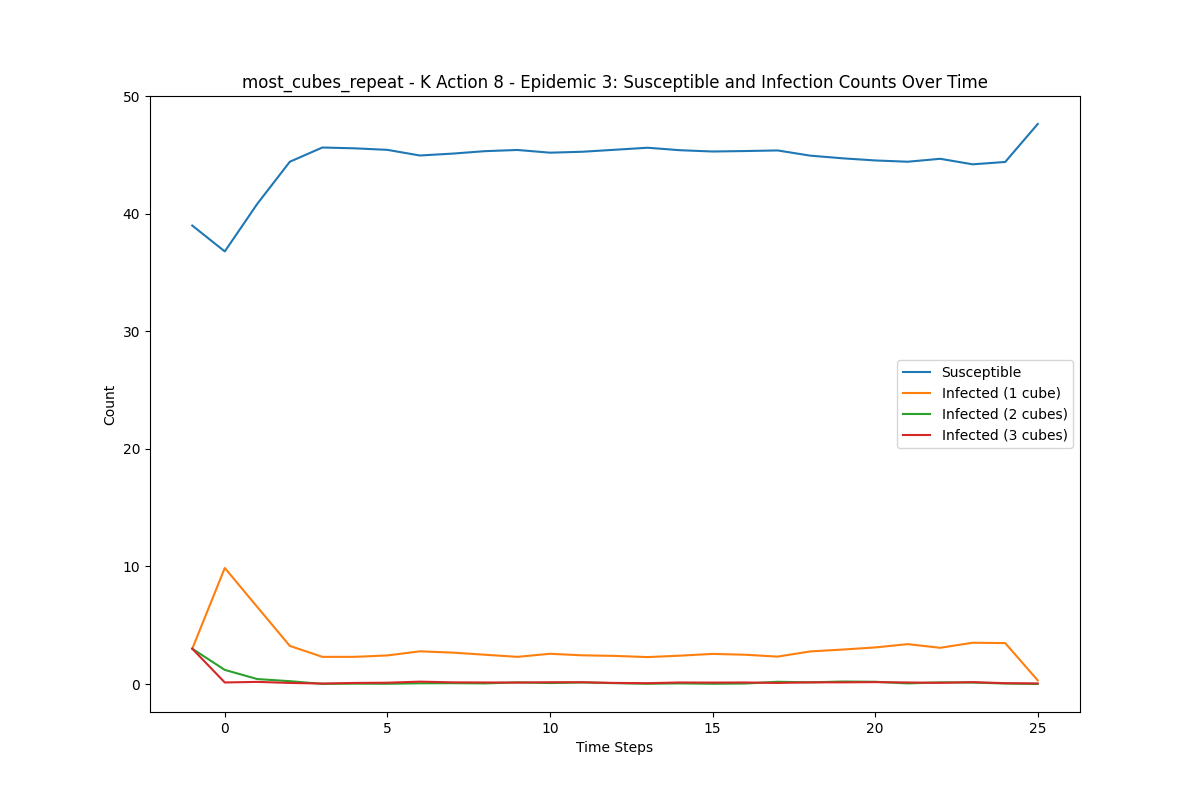 most_cubes_repeat - K Action 8 - Epidemic 3: Susceptible and Infection Counts Over Time
50
40
30
20
10
0
Count
Susceptible
Infected (1 cube)
Infected (2 cubes)
Infected (3 cubes)
0 5 10 15 20 25
Time Steps